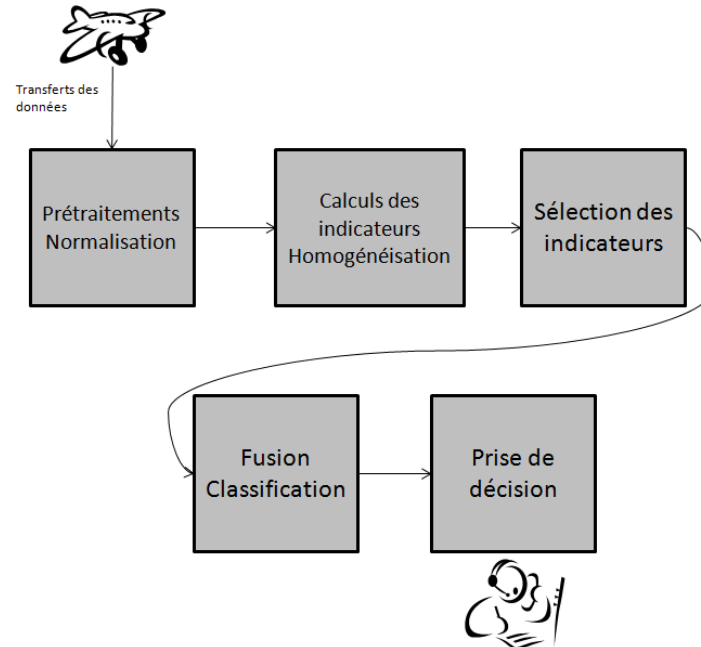 Transferts des
données
Prétraitements
Normalisation
Calculs des
indicateurs
Homogénéisation
Sélection des
indicateurs
Fusion
Classification
Prise de
décision